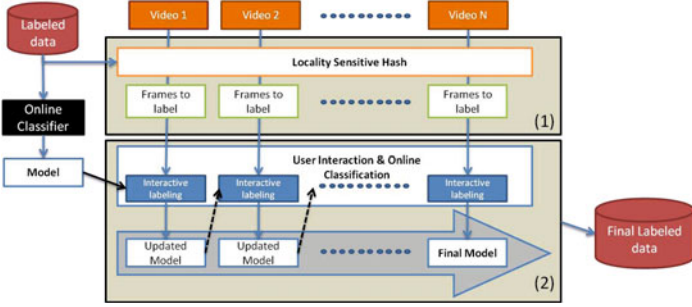 Labeled
data
Video 1
Video 2
Video N
Locality Sensitive Hash
Frames to
label
Frames to
label
Frames to
label
(1)
Online
Classifier
Model
User Interaction & Online
Classification
Interactive
labeling
Interactive
labeling
Interactive
labeling
Updated
Model
Updated
Model
Final Model
(2)
Final Labeled
data